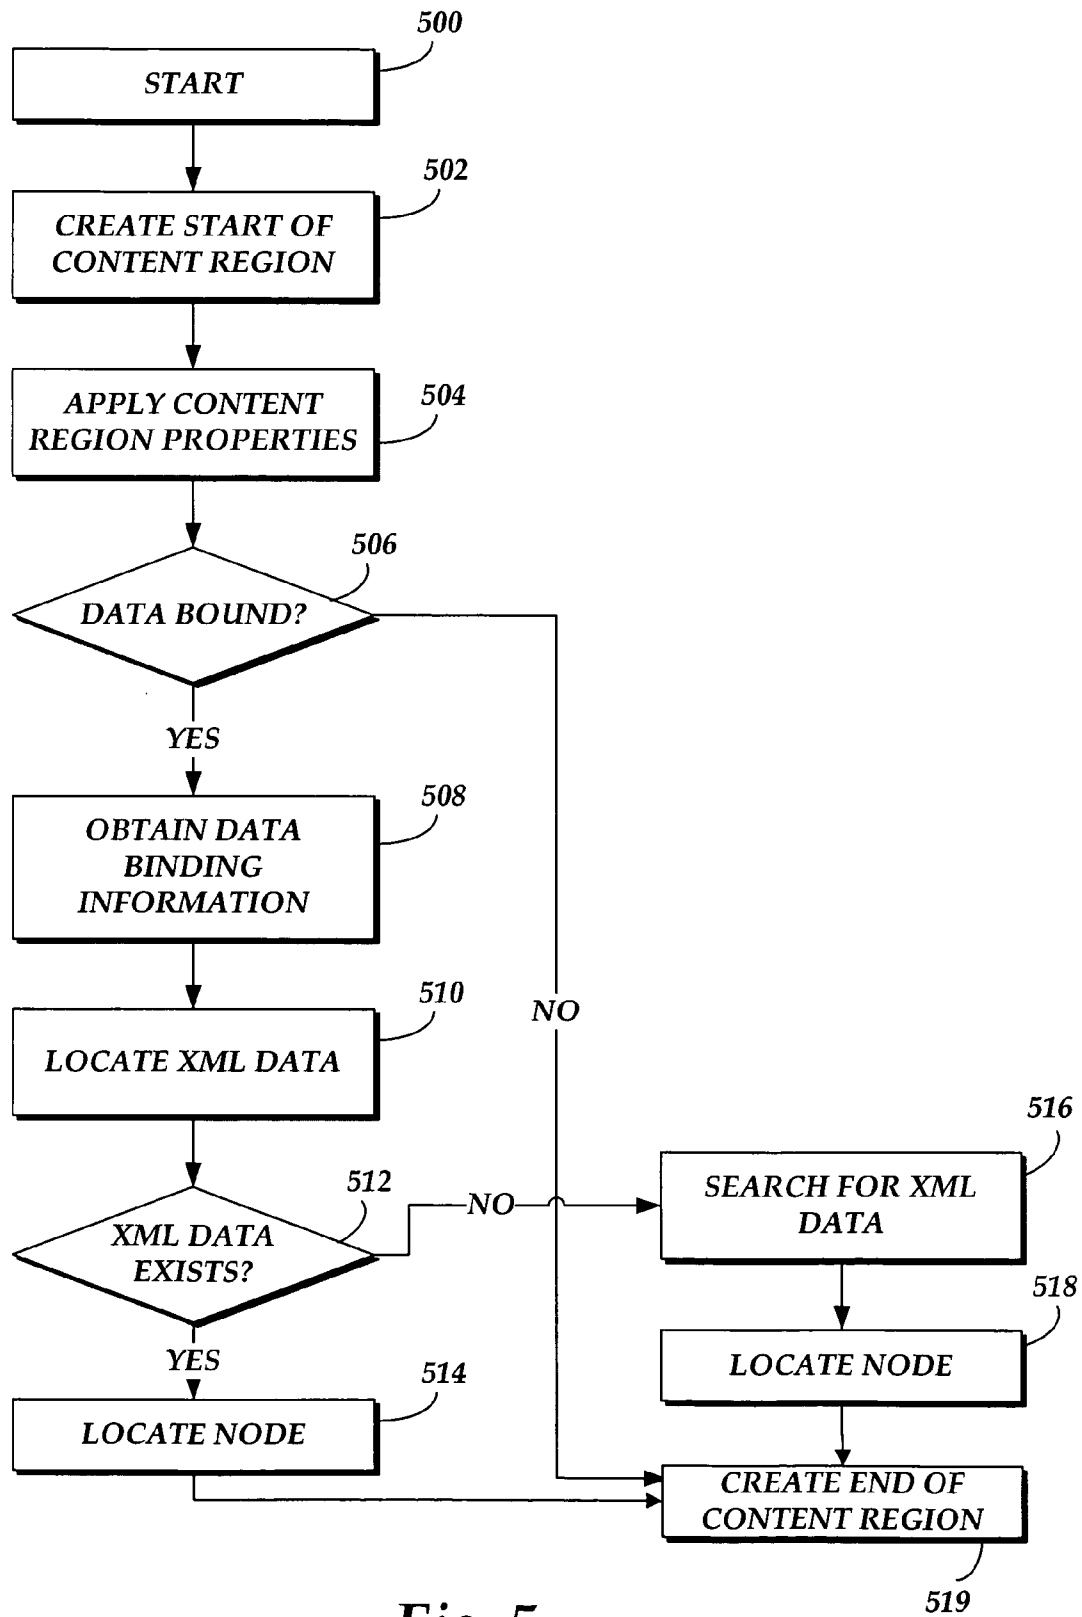 500
START
502
CREATE START OF
CONTENT REGION
504
APPLY CONTENT
REGION PROPERTIES
506
DATA BOUND?
YES
508
OBTAIN DATA
BINDING
INFORMATION
510
LOCATE XML DATA
NO
512
XML DATA
EXISTS?
NO
516
SEARCH FOR XML
DATA
518
LOCATE NODE
YES
514
LOCATE NODE
CREATE END OF
CONTENT REGION
519
Fig. 5